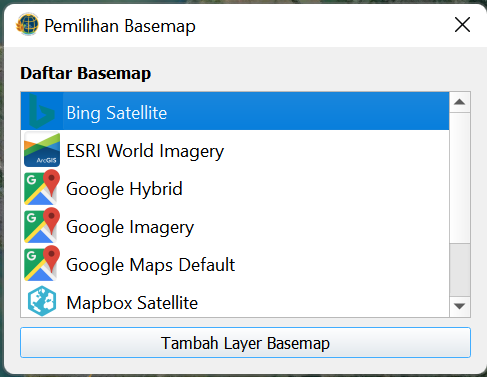 Pemilihan Basemap
Daftar Basemap
Bing Satellite
ArcGIS
ESRI World Imagery
G
Google Hybrid
G
Google Imagery
G
Google Maps Default
Mapbox Satellite
Tambah Layer Basemap